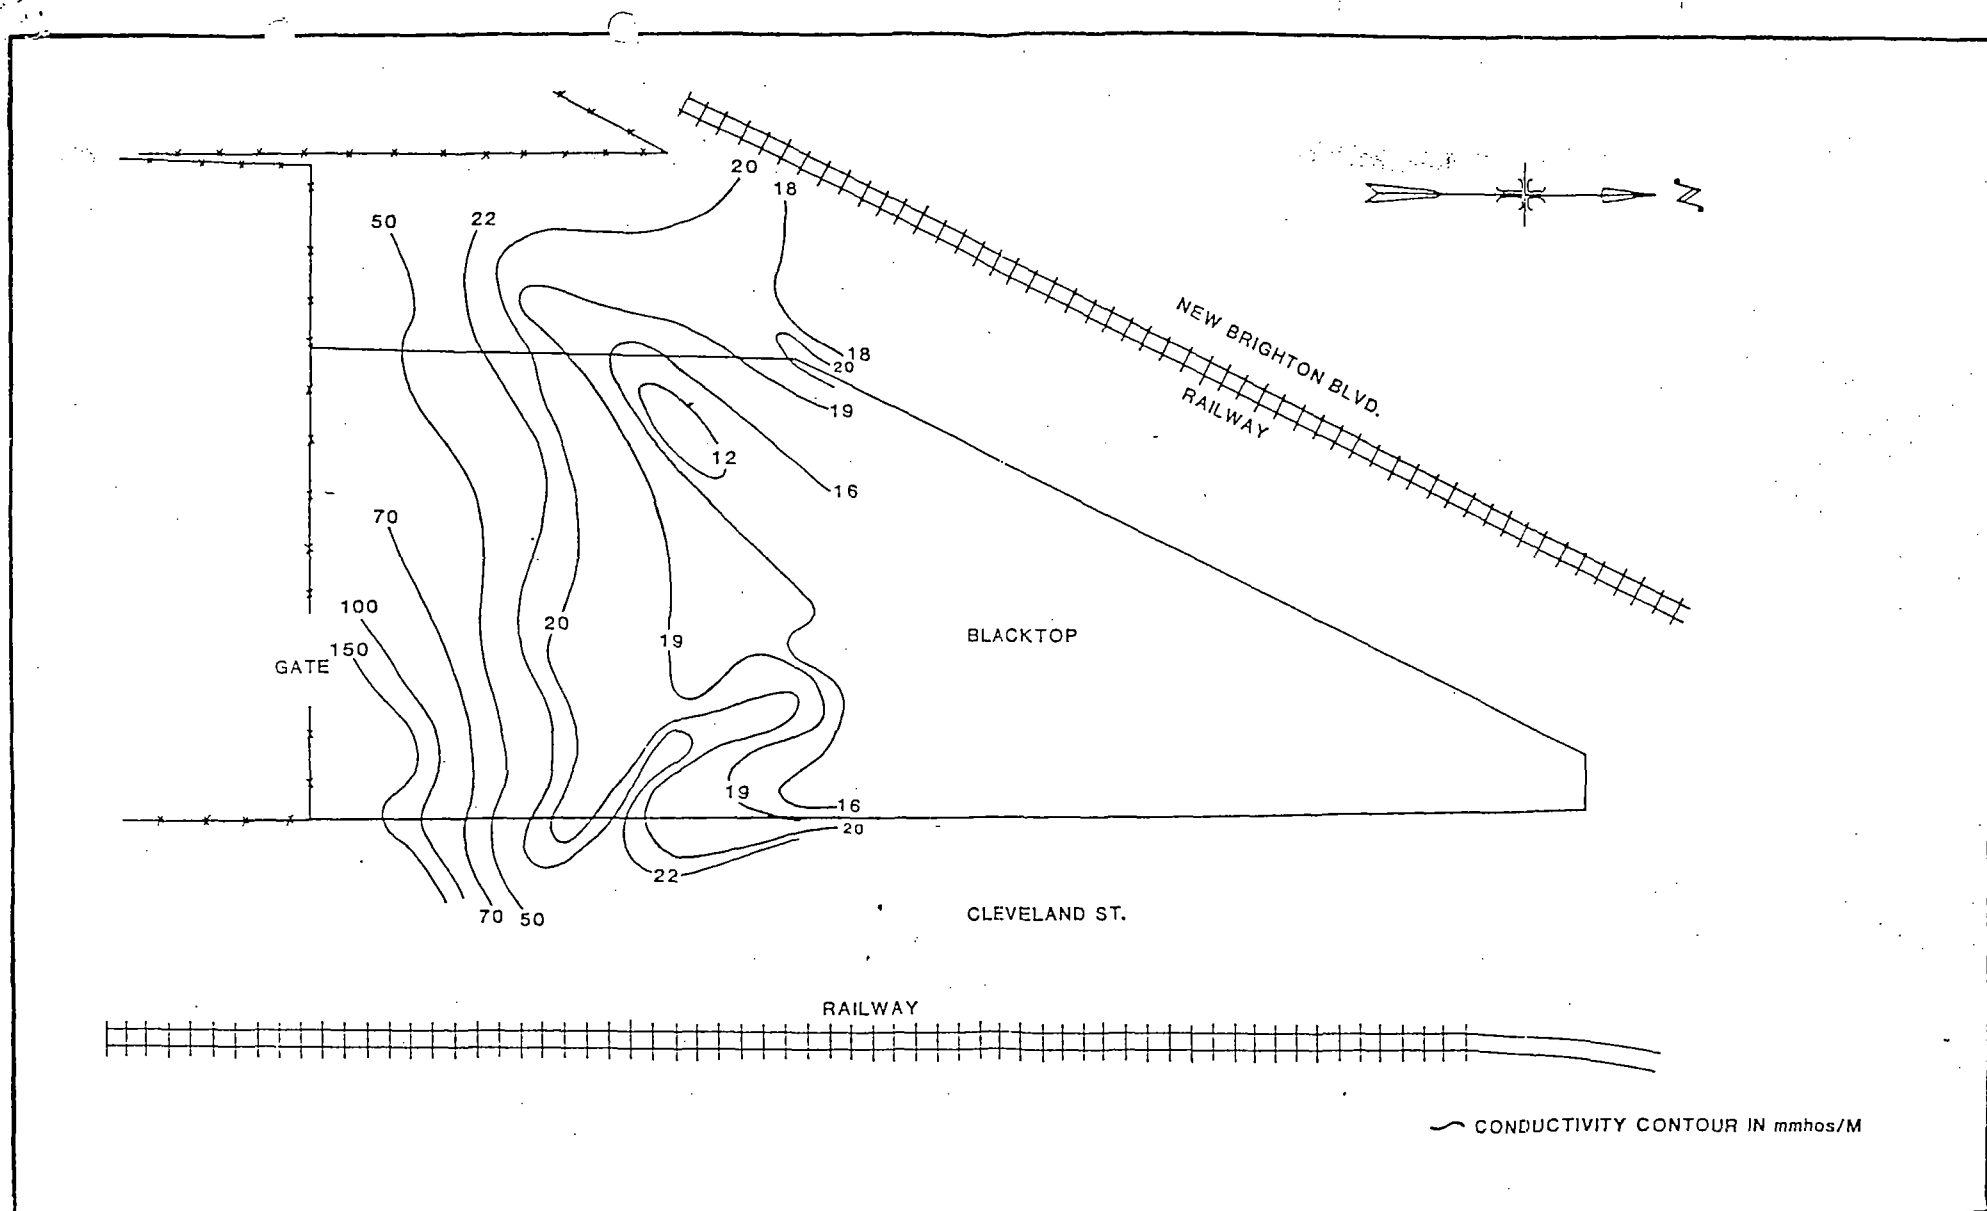 20
18
50
22
N
NEW BRIGHTON BLVD.
RAILWAY
18
20
19
12
16
70
100
150
GATE
20
19
BLACKTOP
19
16
20
22
70
50
CLEVELAND ST.
RAILWAY
CONDUCTIVITY CONTOUR IN mmhos/M